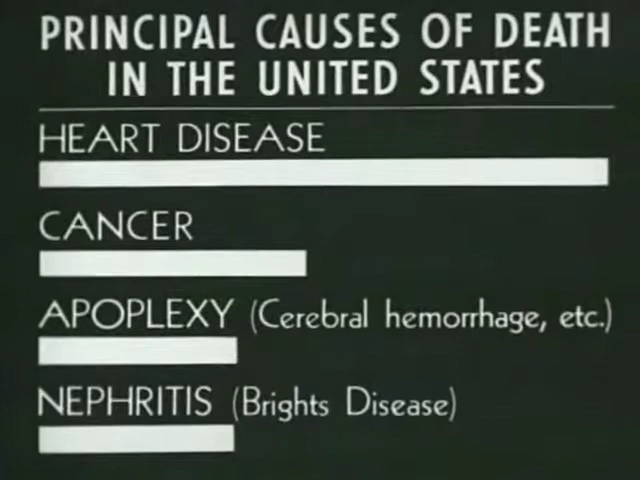 PRINCIPAL CAUSES OF DEATH
IN THE UNITED STATES
HEART DISEASE
CANCER
APOPLEXY (Cerebral hemorrhage, etc.)
NEPHRITIS (Brights Disease)